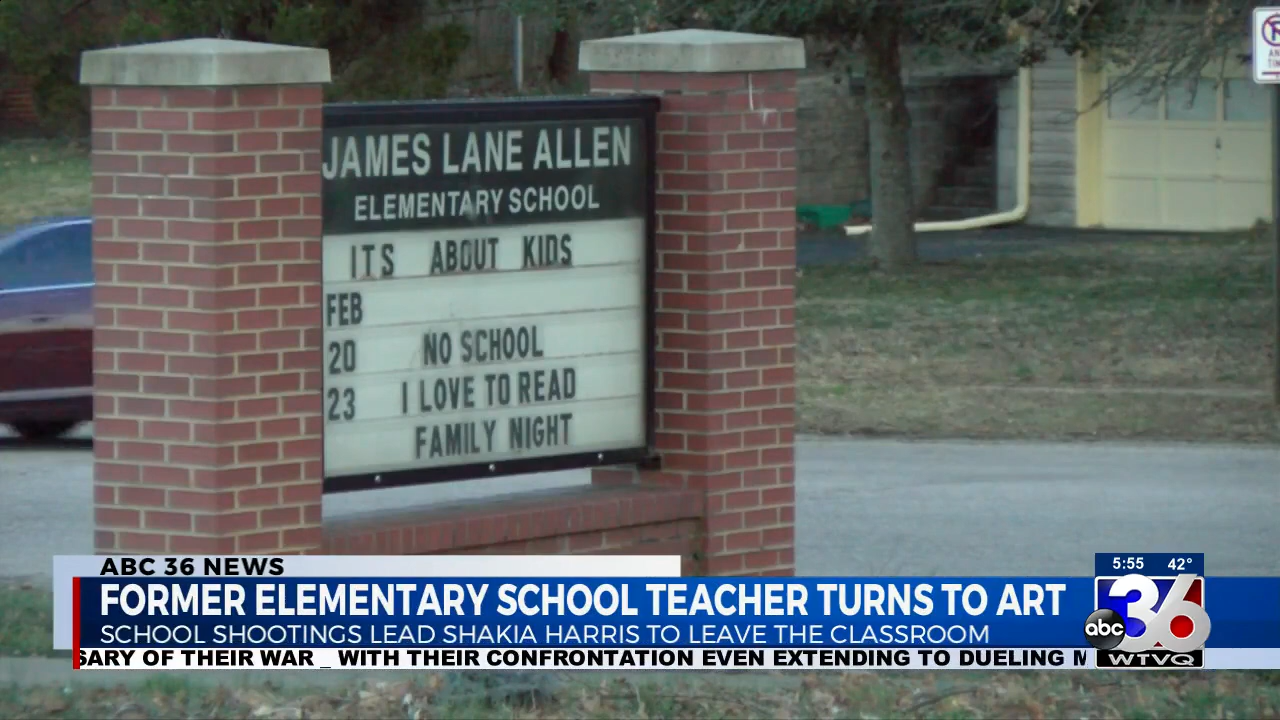 JAMES LANE ALLEN
ELEMENTARY SCHOOL
ITS ABOUT KIDS
FEB
20 NO SCHOOL
23 I LOVE TO READ
FAMILY NIGHT
ABC 36 NEWS
FORMER ELEMENTARY SCHOOL TEACHER TURNS TO ART
SCHOOL SHOOTINGS LEAD SHAKIA HARRIS TO LEAVE THE CLASSROOM
OF THEIR WAR _ WITH THEIR CONFRONTATION EVEN EXTENDING TO DUELING
5:55 42°
abc 36
WTVQ